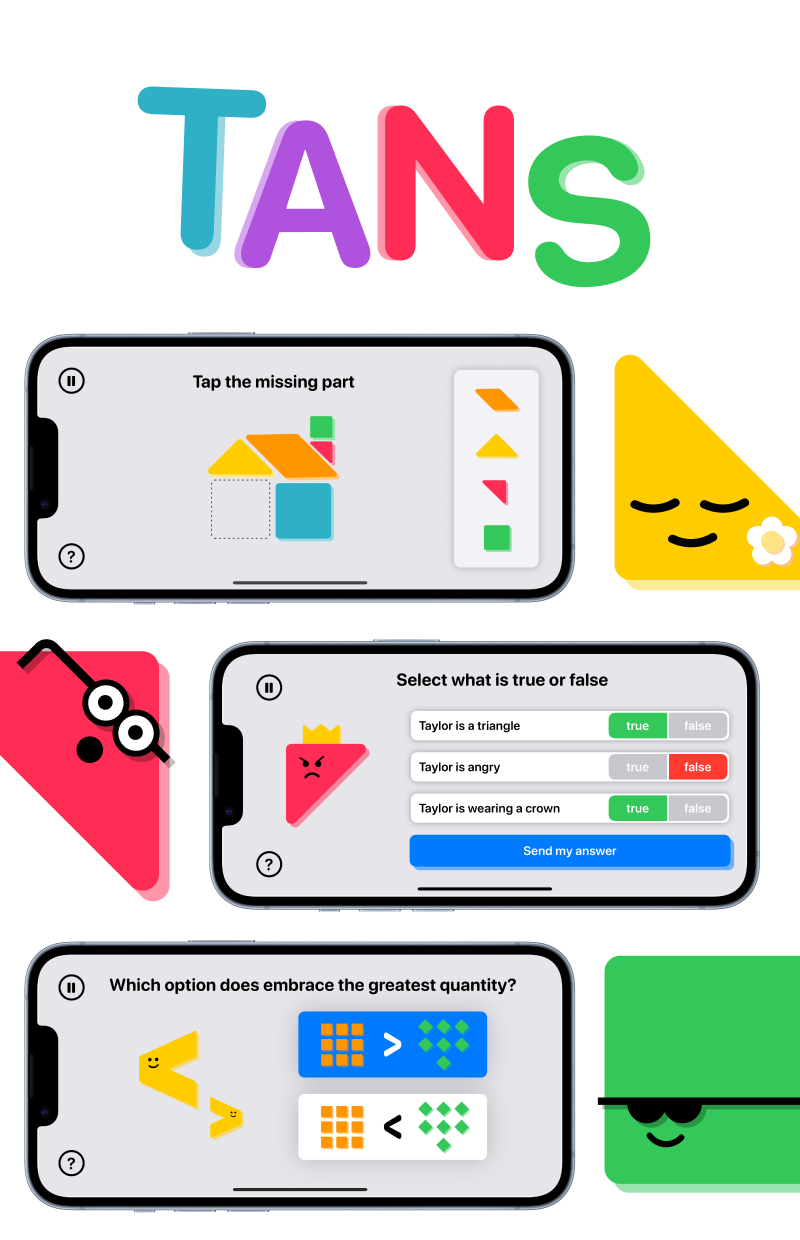 TANS
Tap the missing part
?
Select what is true or false
Taylor is a triangle
true
false
Taylor is angry
true
false
Taylor is wearing a crown
true
false
Send my answer
?
Which option does embrace the greatest quantity?
>
<
?